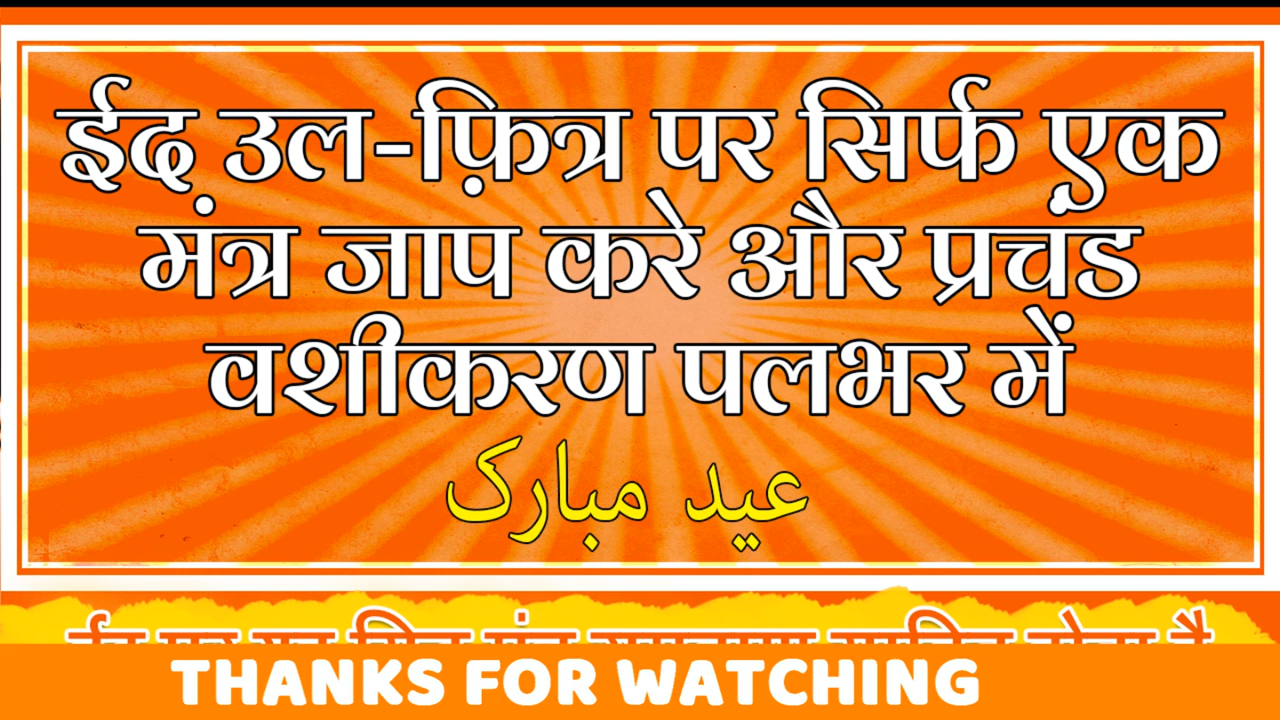 ईद उल-फ़ित्र पर सिर्फ एक
मंत्र जाप करे और प्रचंड
वशीकरण पलभर में
عید مبارک
THANKS FOR WATCHING